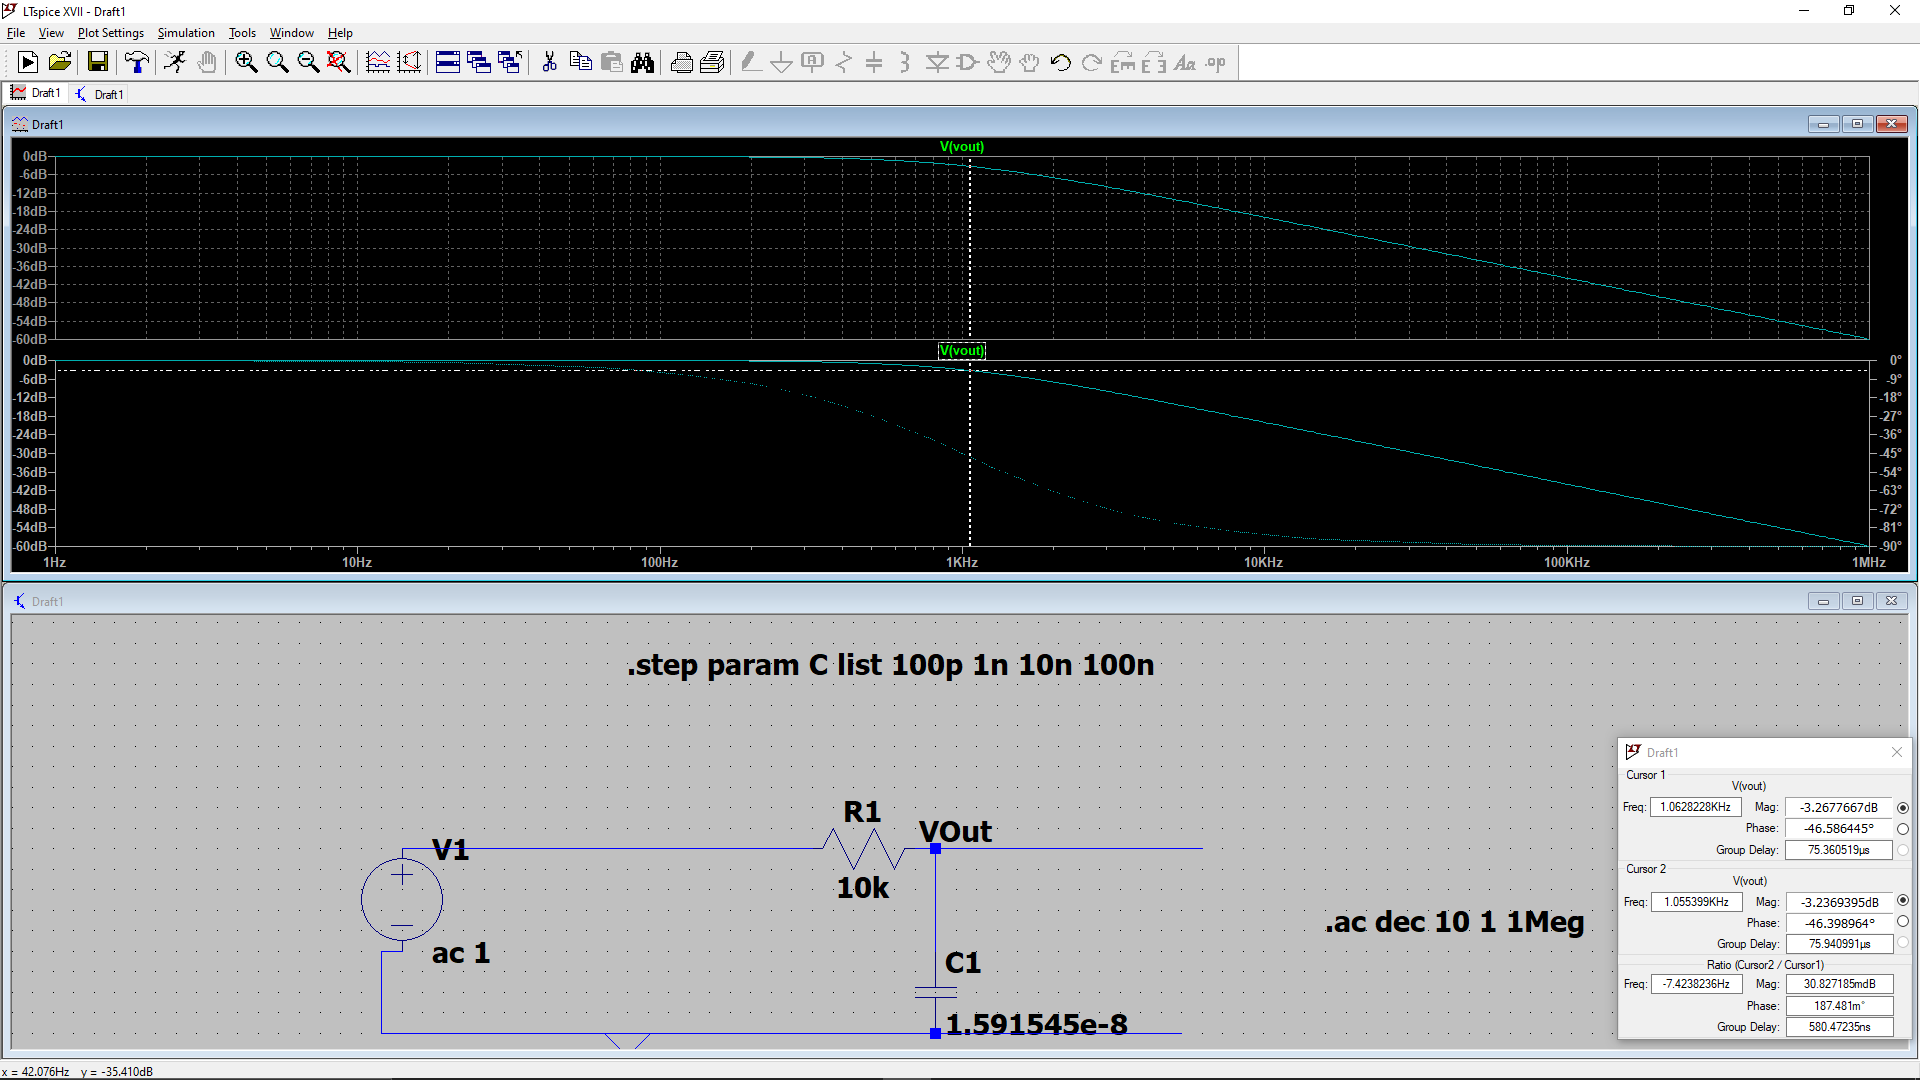 LTspice XVII - Draft1
File View Plot Settings Simulation Tools Window Help
Draft1 Draft1
Draft1
V(vout)
0dB
-6dB
-12dB
-18dB
-24dB
-30dB
-36dB
-42dB
-48dB
-54dB
-60dB
V(vout)
0dB 0°
-6dB -9°
-12dB -18°
-18dB -27°
-24dB -36°
-30dB -45°
-36dB -54°
-42dB -63°
-48dB -72°
-54dB -81°
-60dB -90°
1Hz 10Hz 100Hz 1KHz 10KHz 100KHz 1MHz
Draft1
.step param C list 100p 1n 10n 100n
R1
VOut
V1
10k
.ac dec 10 1 1Meg
ac 1
C1
1.591545e-8
Draft1
Cursor 1
V(vout)
Freq: 1.0628228KHz Mag: -3.2677667dB
Phase: -46.586445°
Group Delay: 75.360519µs
Cursor 2
V(vout)
Freq: 1.055399KHz Mag: -3.2369395dB
Phase: -46.398964°
Group Delay: 75.940991µs
Ratio (Cursor2 / Cursor1)
Freq: -7.4238236Hz Mag: 30.827185mdB
Phase: 187.481m°
Group Delay: 580.47235ns
x = 42.076Hz y = -35.410dB